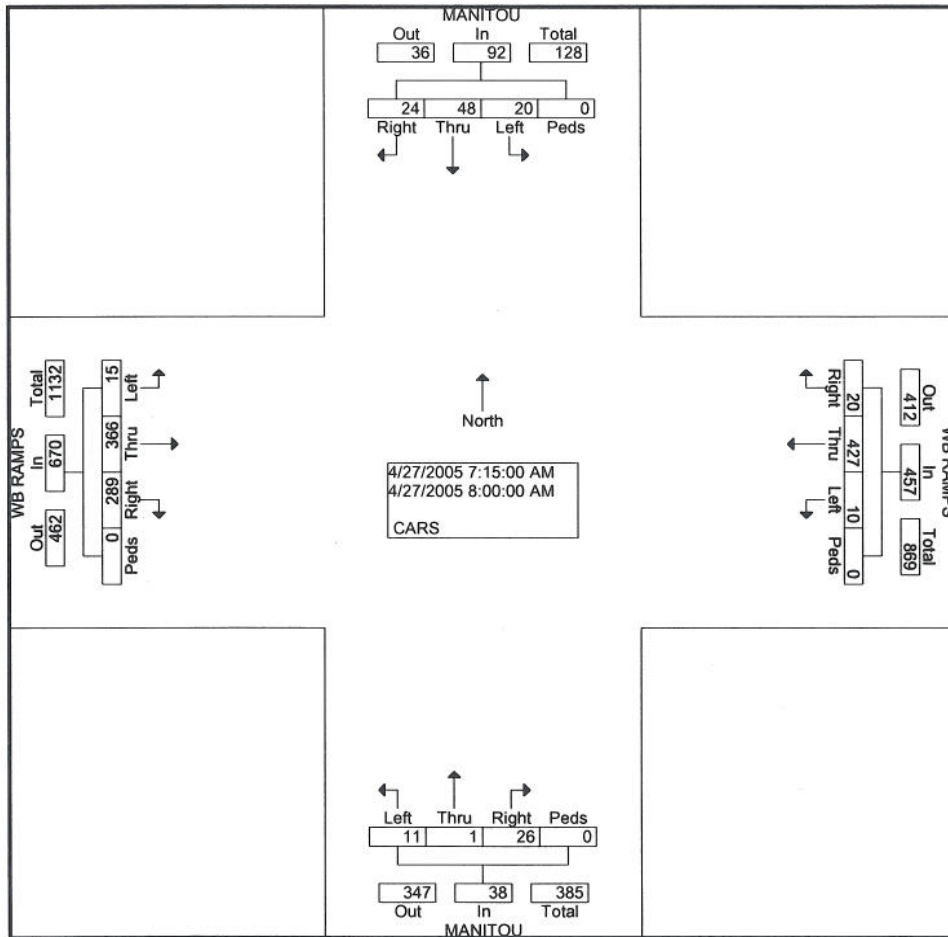 MANITOU
Out In Total
36 92 128
24 48 20 0
Right Thru Left Peds
WB RAMPS
Total In Out
1132 670 462
15 366 289 0
Left Thru Right Peds
North
4/27/2005 7:15:00 AM
4/27/2005 8:00:00 AM
CARS
Right Thru Left Peds
20 427 10 0
Out In Total
412 457 869
WB RAMPS
Left Thru Right Peds
11 1 26 0
347 38 385
Out In Total
MANITOU